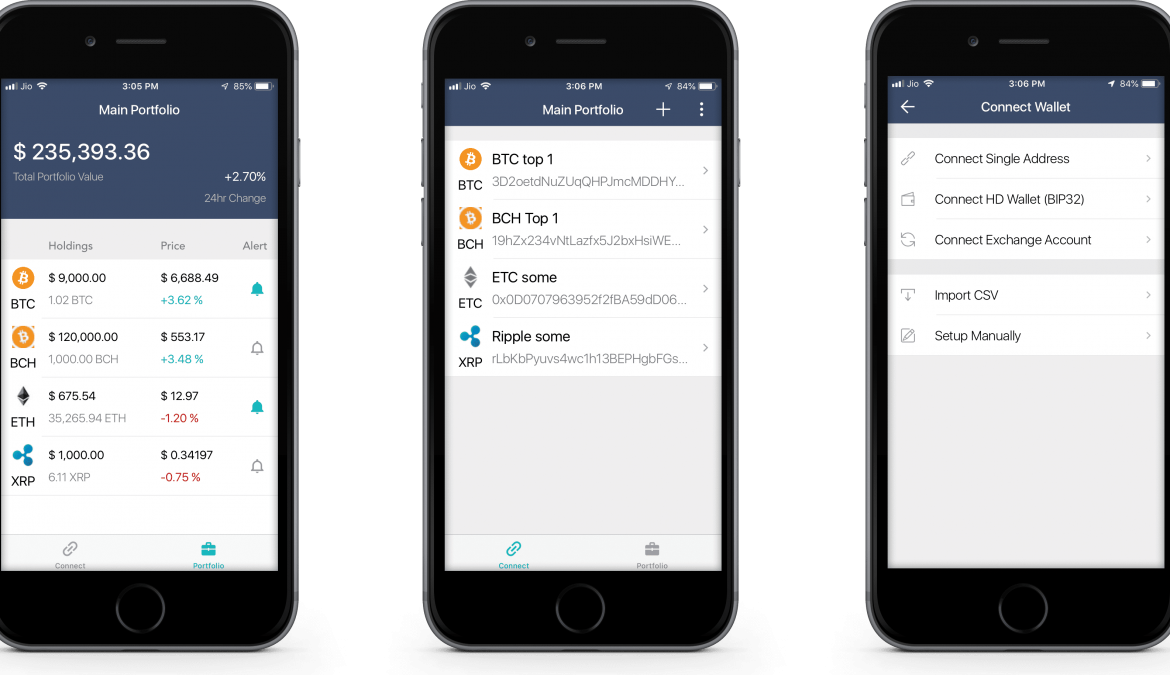 Jio 3:05 PM 85%
Main Portfolio
$ 235,393.36
Total Portfolio Value +2.70%
24hr Change
Holdings Price Alert
$ 9,000.00 $ 6,688.49
BTC 1.02 BTC +3.62 %
$ 120,000.00 $ 553.17
BCH 1,000.00 BCH +3.48 %
$ 675.54 $ 12.97
ETH 35,265.94 ETH -1.20 %
$ 1,000.00 $ 0.34197
XRP 6.11 XRP -0.75 %
Connect Portfolio
Jio 3:06 PM 84%
Main Portfolio
BTC top 1
BTC 3D2oetdNuZUqQHPJmcMDDHY...
BCH Top 1
BCH 19hZx234vNtLazfx5J2bxHsiWE...
ETC some
ETC 0x0D0707963952f2fBA59dD06...
Ripple some
XRP rLbKbPyuvs4wc1h13BEPHgbFGs...
Connect Portfolio
Jio 3:06 PM 84%
Connect Wallet
Connect Single Address
Connect HD Wallet (BIP32)
Connect Exchange Account
Import CSV
Setup Manually